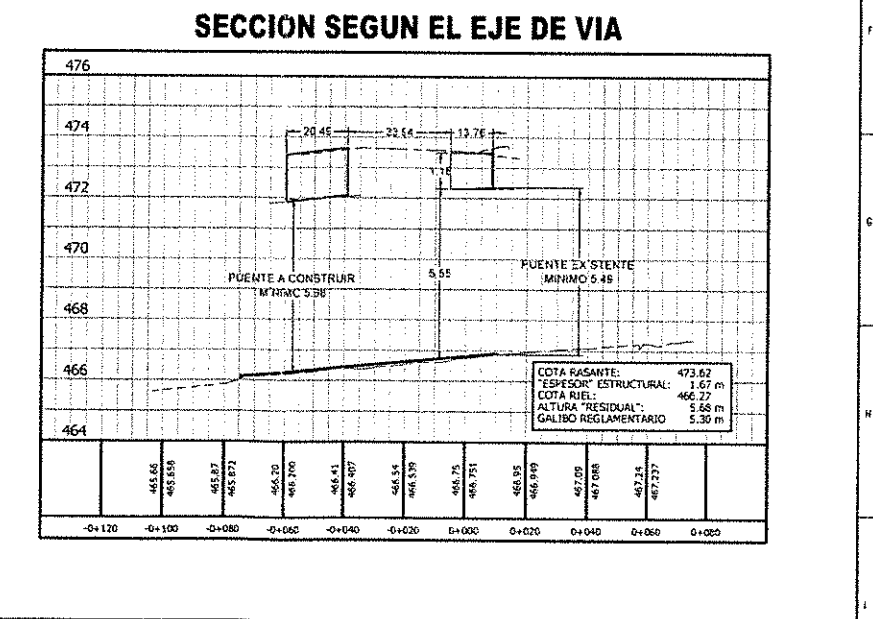 SECCION SEGUN EL EJE DE VIA
476
474
20.49 23.54 13.76
472
1.18
470
PUENTE A CONSTRUIR
5.55
PUENTE EXISTENTE
MINIMO 5.49
468
466
COTA RASANTE: 473.62
"ESPESOR" ESTRUCTURAL: 1.67 m
COTA RIEL: 466.27
ALTURA "RESIDUAL": 5.68 m
GALIBO REGLAMENTARIO 5.30 m
464
465.66 465.87 466.20 466.41 466.54 466.75 466.95 467.09 467.24
465.658 465.872 466.200 466.407 466.539 466.751 466.949 467.088 467.237
-0+120 -0+100 -0+080 -0+060 -0+040 -0+020 0+000 0+020 0+040 0+060 0+080
F
G
H
I